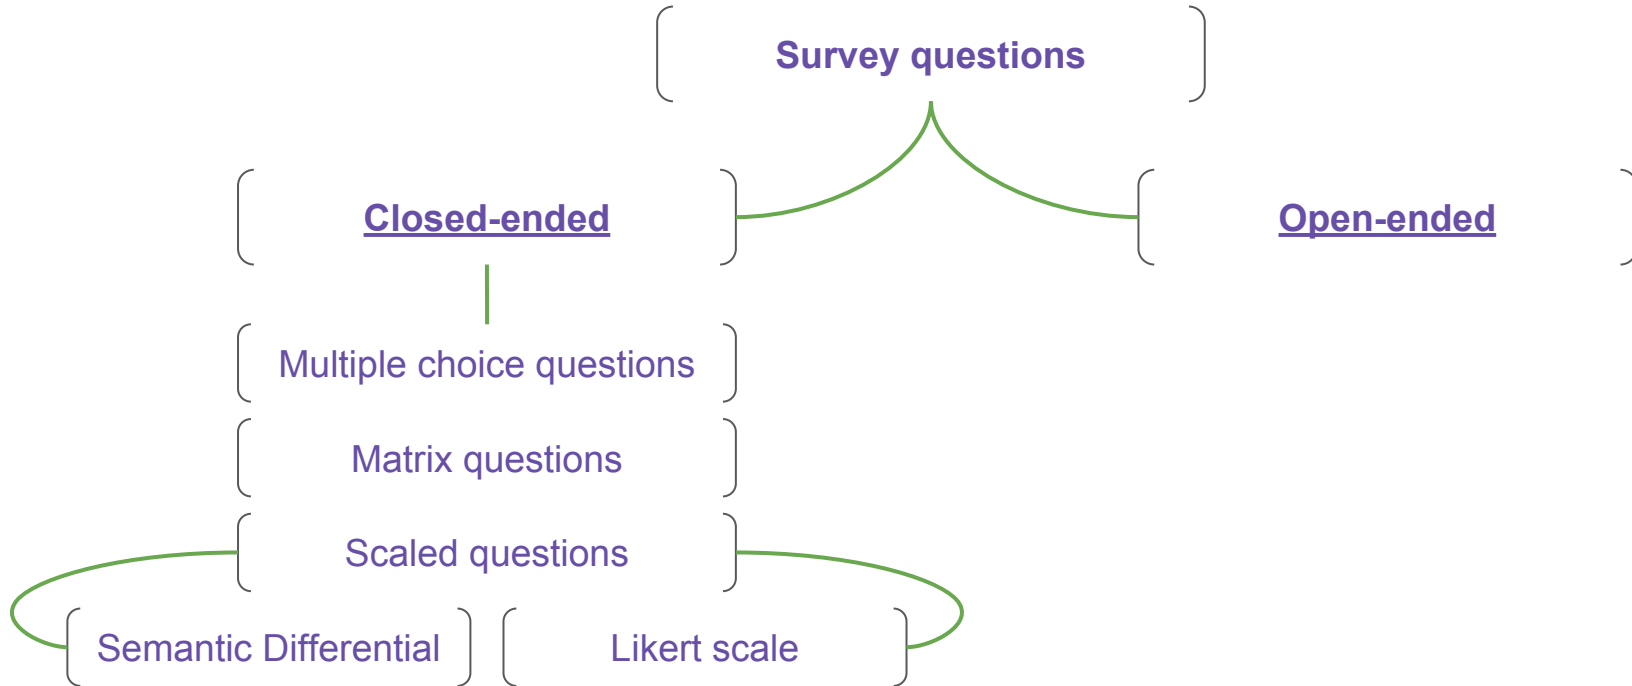 Survey questions
Closed-ended
Open-ended
Multiple choice questions
Matrix questions
Scaled questions
Semantic Differential
Likert scale